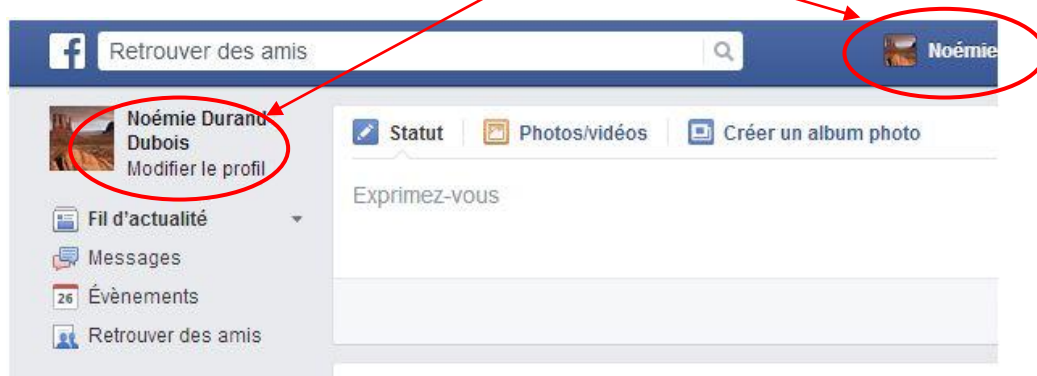 f Retrouver des amis Noémie
Noémie Durand
Dubois
Modifier le profil
Statut Photos/vidéos Créer un album photo
Exprimez-vous
Fil d'actualité
Messages
26 Évènements
Retrouver des amis